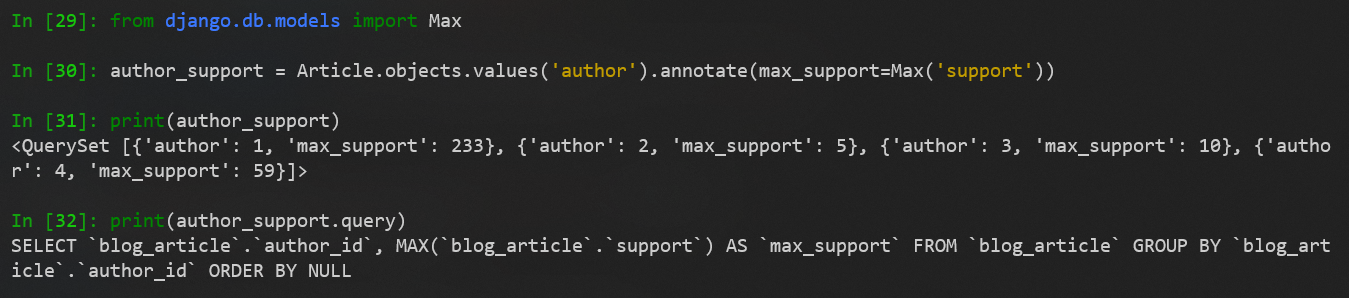 In [29]: from django.db.models import Max
In [30]: author_support = Article.objects.values('author').annotate(max_support=Max('support'))
In [31]: print(author_support)
<QuerySet [{'author': 1, 'max_support': 233}, {'author': 2, 'max_support': 5}, {'author': 3, 'max_support': 10}, {'autho
r': 4, 'max_support': 59}]>
In [32]: print(author_support.query)
SELECT `blog_article`.`author_id`, MAX(`blog_article`.`support`) AS `max_support` FROM `blog_article` GROUP BY `blog_art
icle`.`author_id` ORDER BY NULL